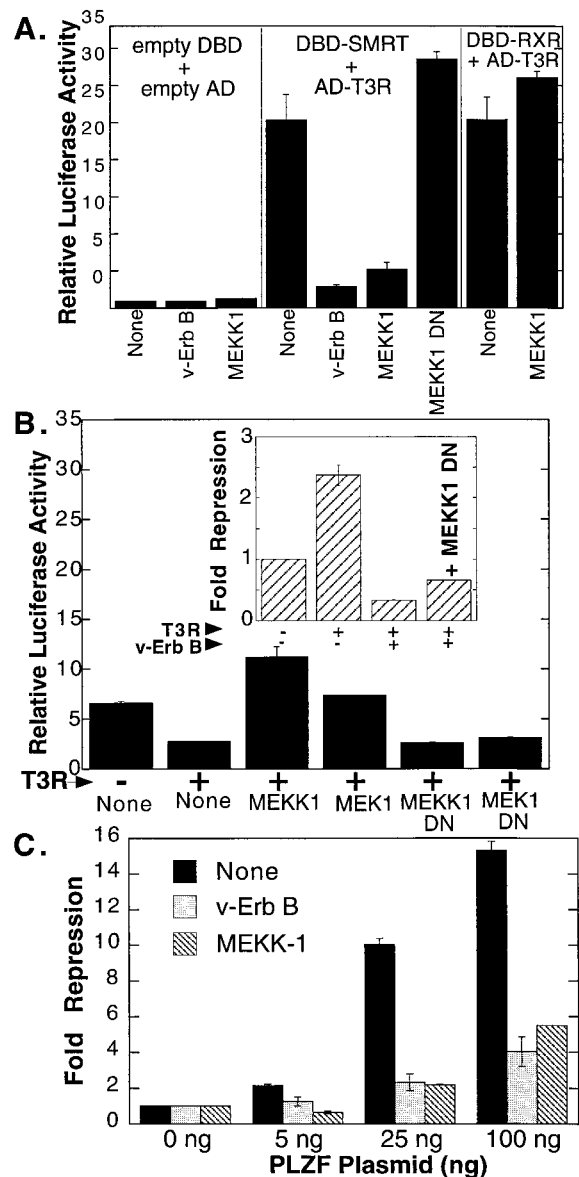 A.
Relative Luciferase Activity
35
30
25
20
15
10
5
0
empty DBD
+
empty AD
DBD-SMRT
+
AD-T3R
DBD-RXR
+ AD-T3R
None
v-Erb B
MEKK1
None
v-Erb B
MEKK1
MEKK1 DN
None
MEKK1
B.
Relative Luciferase Activity
35
30
25
20
15
10
5
0
Fold Repression
3
2
1
0
+ MEKK1 DN
T3R ► - + + +
v-Erb B ► - - + +
T3R ► - + + + + +
None None MEKK1 MEK1 MEKK1 DN MEK1 DN
C.
Fold Repression
16
14
12
10
8
6
4
2
0
None
v-Erb B
MEKK-1
0 ng 5 ng 25 ng 100 ng
PLZF Plasmid (ng)